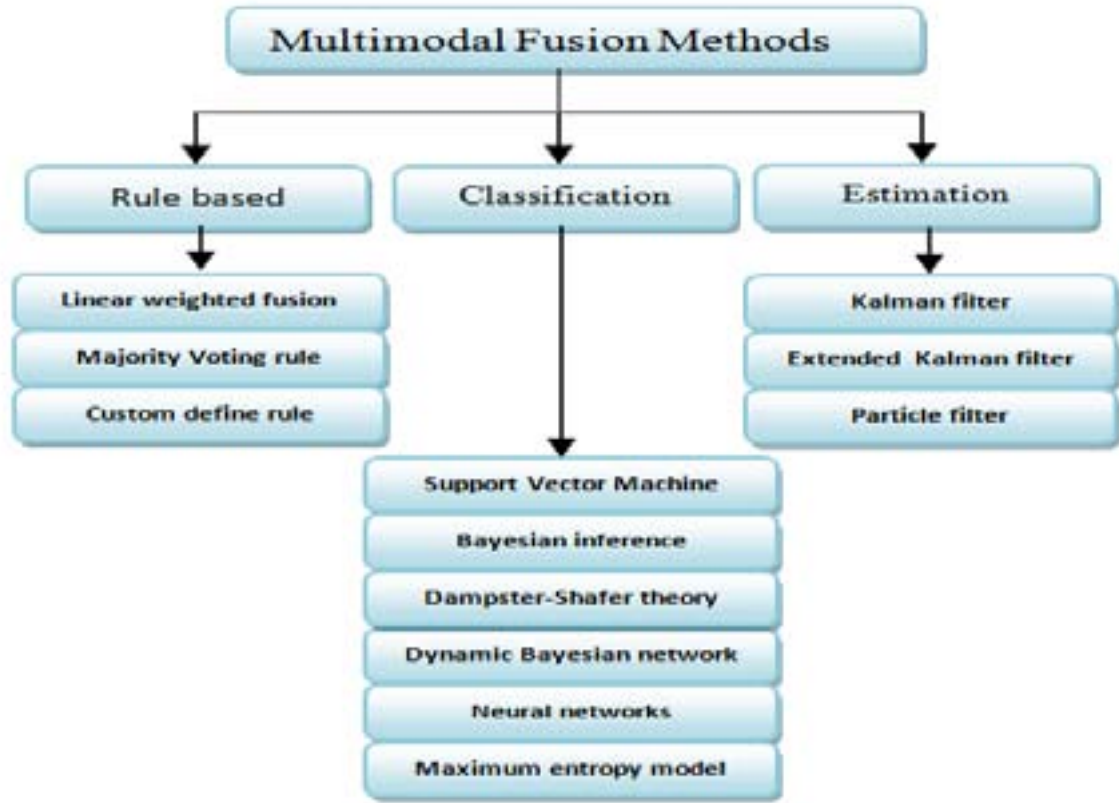 Multimodal Fusion Methods
Rule based
Classification
Estimation
Linear weighted fusion
Majority Voting rule
Custom define rule
Kalman filter
Extended Kalman filter
Particle filter
Support Vector Machine
Bayesian inference
Dampster-Shafer theory
Dynamic Bayesian network
Neural networks
Maximum entropy model